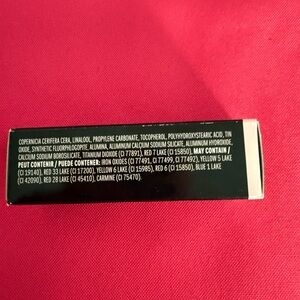 COPERNICIA CERIFERA CERA, LINALOOL, PROPYLENE CARBONATE, TOCOPHEROL, POLYHYDROXYSTEARIC ACID, TIN
OXIDE, SYNTHETIC FLUORPHLOGOPITE, ALUMINA, ALUMINUM CALCIUM SODIUM SILICATE, ALUMINUM HYDROXIDE,
CALCIUM SODIUM BOROSILICATE, TITANIUM DIOXIDE (CI 77891), RED 7 LAKE (CI 15850), MAY CONTAIN /
PEUT CONTENIR / PUEDE CONTENER: IRON OXIDES (CI 77491, CI 77499, CI 77492), YELLOW 5 LAKE
(CI 19140), RED 33 LAKE (CI 17200), YELLOW 6 LAKE (CI 15985), RED 6 (CI 15850), BLUE 1 LAKE
(CI 42090), RED 28 LAKE (CI 45410), CARMINE (CI 75470)